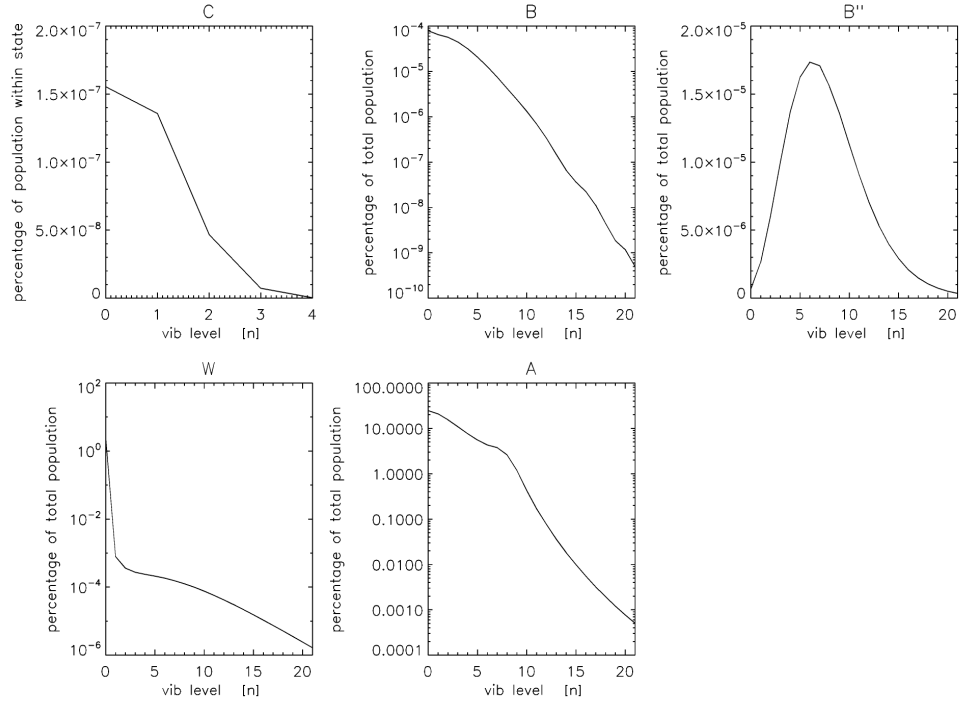 C
percentage of population within state
2.0×10⁻⁷
1.5×10⁻⁷
1.0×10⁻⁷
5.0×10⁻⁸
0
0 1 2 3 4
vib level [n]
B
percentage of total population
10⁻⁴
10⁻⁵
10⁻⁶
10⁻⁷
10⁻⁸
10⁻⁹
10⁻¹⁰
0 5 10 15 20
vib level [n]
B''
percentage of total population
2.0×10⁻⁵
1.5×10⁻⁵
1.0×10⁻⁵
5.0×10⁻⁶
0
0 5 10 15 20
vib level [n]
W
percentage of total population
10²
10⁰
10⁻²
10⁻⁴
10⁻⁶
0 5 10 15 20
vib level [n]
A
percentage of total population
100.0000
10.0000
1.0000
0.1000
0.0100
0.0010
0.0001
0 5 10 15 20
vib level [n]